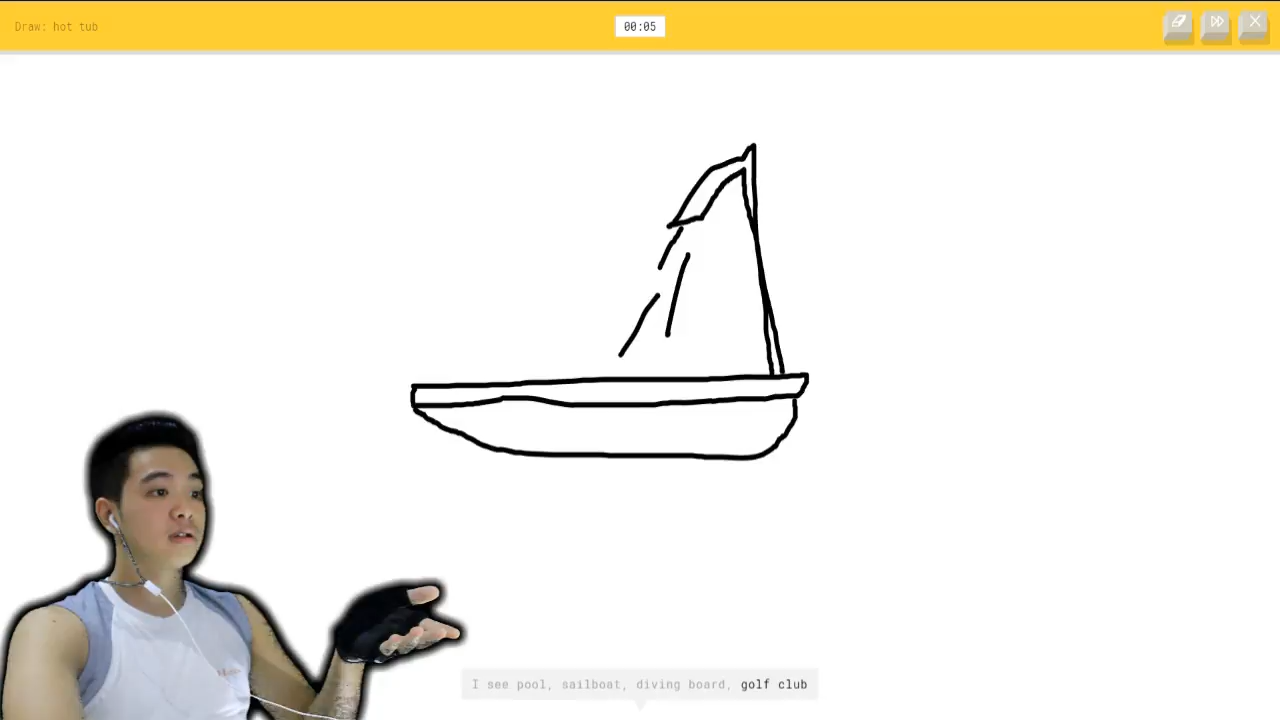 Draw: hot tub
00:05
I see pool, sailboat, diving board, golf club